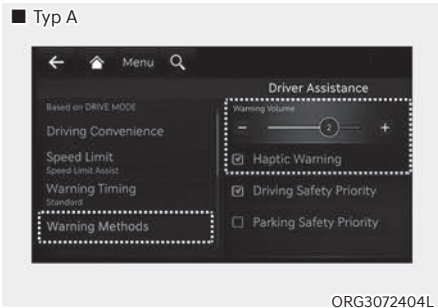 ■ Typ A
Menu
Driver Assistance
Based on DRIVE MODE
Driving Convenience
Speed Limit
Speed Limit Assist
Warning Timing
Standard
Warning Methods
Warning Volume
− 2 +
Haptic Warning
Driving Safety Priority
Parking Safety Priority
ORG3072404L